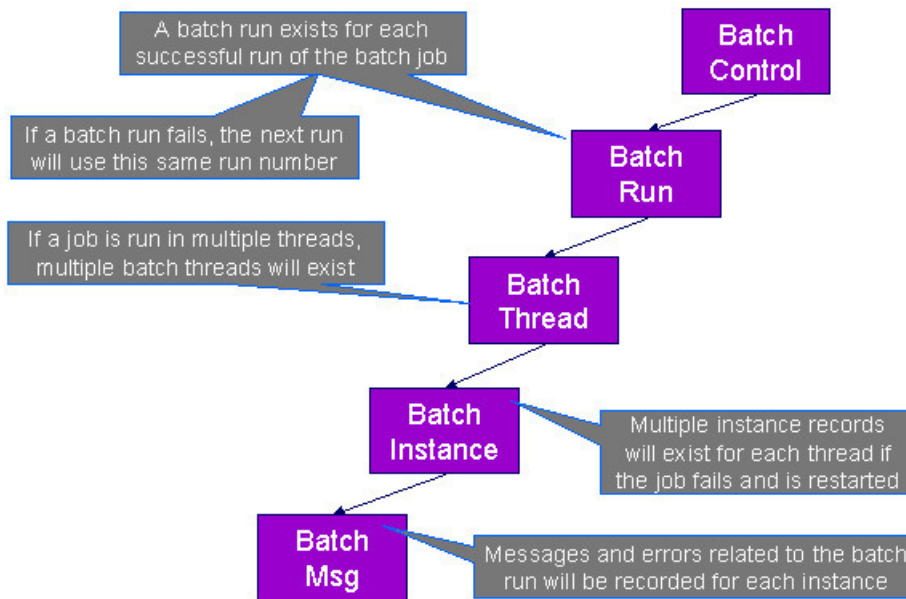 A batch run exists for each
successful run of the batch job
Batch
Control
If a batch run fails, the next run
will use this same run number
Batch
Run
If a job is run in multiple threads,
multiple batch threads will exist
Batch
Thread
Batch
Instance
Multiple instance records
will exist for each thread if
the job fails and is restarted
Batch
Msg
Messages and errors related to the batch
run will be recorded for each instance